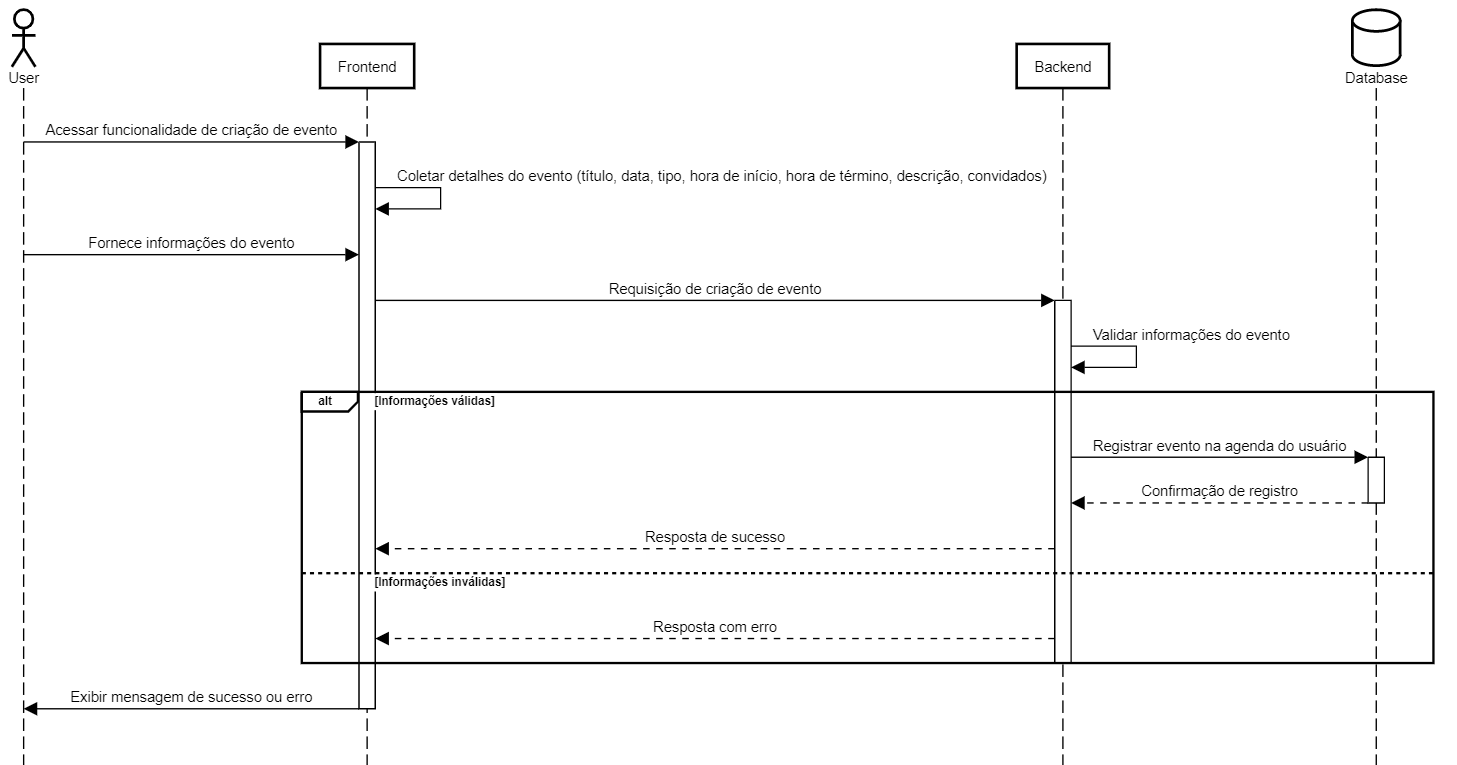 User
Frontend
Backend
Database
Acessar funcionalidade de criação de evento
Coletar detalhes do evento (título, data, tipo, hora de início, hora de término, descrição, convidados)
Fornece informações do evento
Requisição de criação de evento
Validar informações do evento
alt
[Informações válidas]
Registrar evento na agenda do usuário
Confirmação de registro
Resposta de sucesso
[Informações inválidas]
Resposta com erro
Exibir mensagem de sucesso ou erro